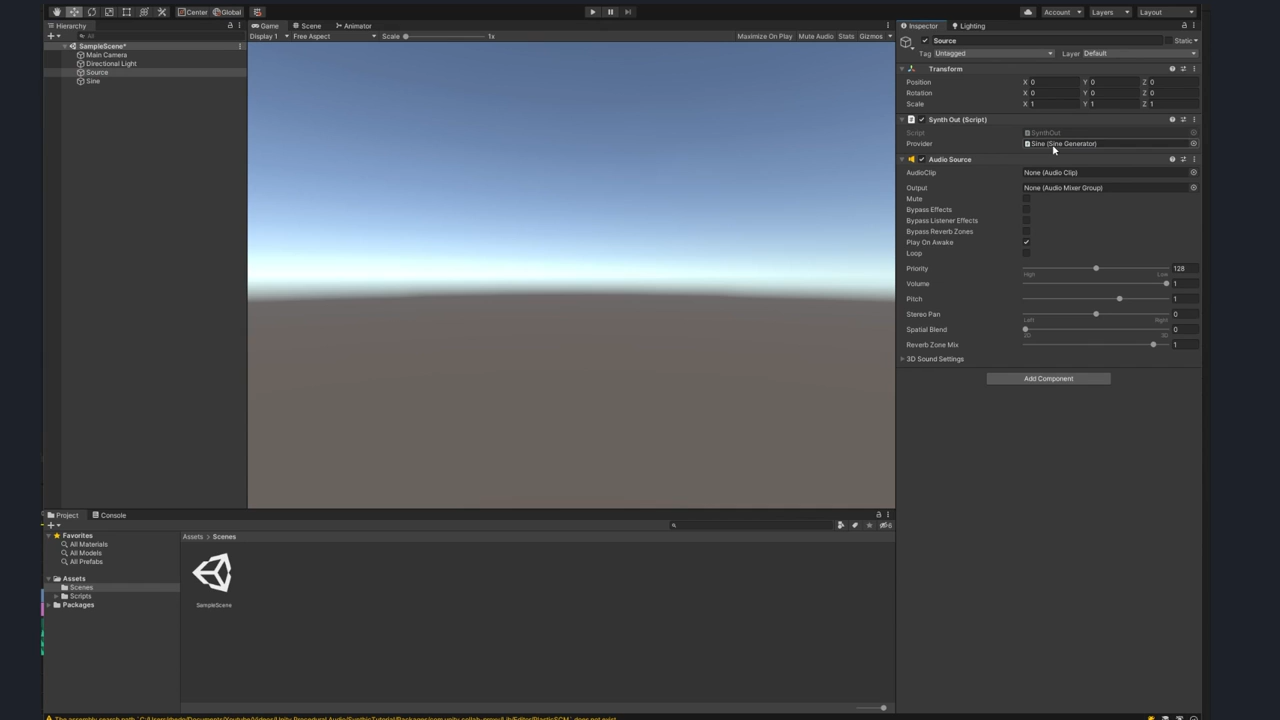 Center Global Account Layers Layout
Hierarchy Game Scene Animator Inspector Lighting
All Display 1 Free Aspect Scale 1x Maximize On Play Mute Audio Stats Gizmos Source Static
SampleScene* Tag Untagged Layer Default
Main Camera
Directional Light Transform
Source
Sine Position X 0 Y 0 Z 0
Rotation X 0 Y 0 Z 0
Scale X 1 Y 1 Z 1
Synth Out (Script)
Script SynthOut
Provider Sine (Sine Generator)
Audio Source
AudioClip None (Audio Clip)
Output None (Audio Mixer Group)
Mute
Bypass Effects
Bypass Listener Effects
Bypass Reverb Zones
Play On Awake
Loop
Priority 128
High Low
Volume 1
Pitch 1
Stereo Pan 0
Left Right
Spatial Blend 0
2D 3D
Reverb Zone Mix 1
3D Sound Settings
Add Component
Project Console
Favorites Assets > Scenes
All Materials
All Models
All Prefabs
Assets
Scenes
Scripts SampleScene
Packages